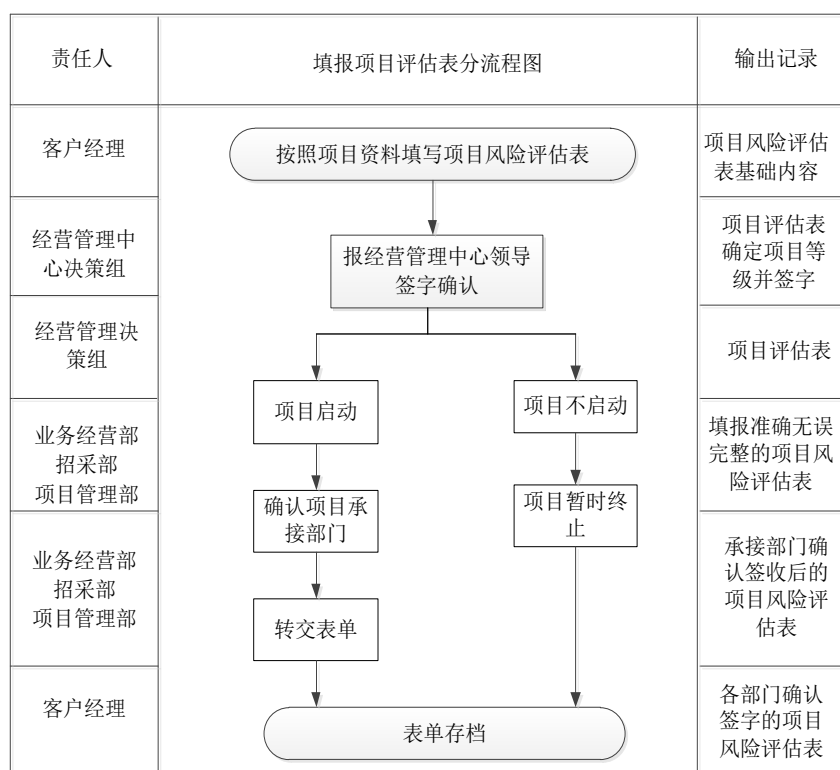 责任人
填报项目评估表分流程图
输出记录
客户经理
按照项目资料填写项目风险评估表
项目风险评估
表基础内容
经营管理中
心决策组
报经营管理中心领导
签字确认
项目评估表
确定项目等
级并签字
经营管理决
策组
项目评估表
项目启动
项目不启动
业务经营部
招采部
项目管理部
填报准确无误
完整的项目风
险评估表
确认项目承
接部门
项目暂时终
止
业务经营部
招采部
项目管理部
转交表单
承接部门确
认签收后的
项目风险评
估表
客户经理
表单存档
各部门确认
签字的项目
风险评估表